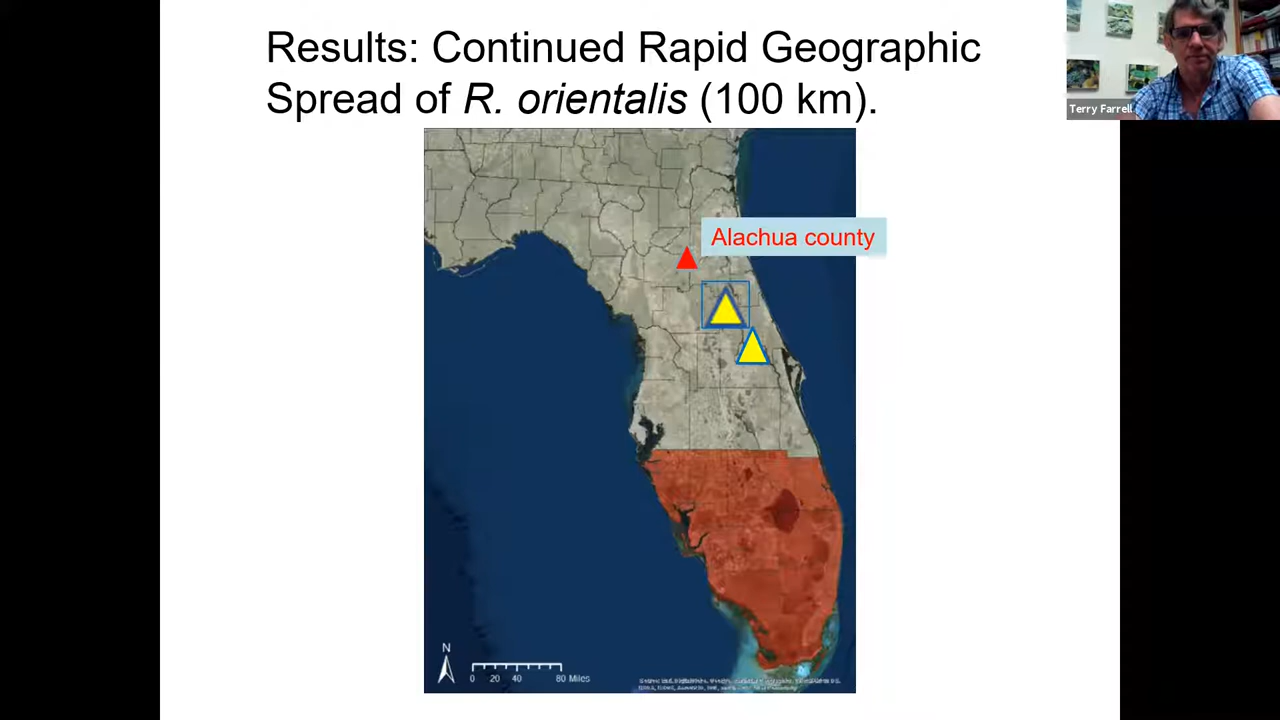 Results: Continued Rapid Geographic
Spread of R. orientalis (100 km).
Terry Farrell
Alachua county
N
0 20 40 80 Miles